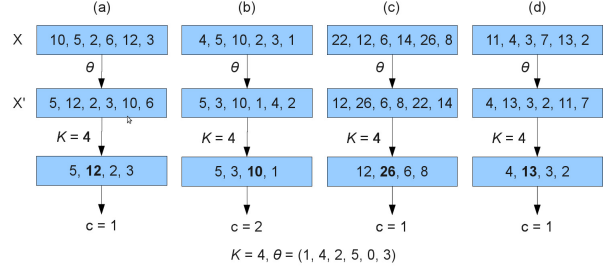 (a) (b) (c) (d)
X 10, 5, 2, 6, 12, 3 4, 5, 10, 2, 3, 1 22, 12, 6, 14, 26, 8 11, 4, 3, 7, 13, 2
θ θ θ θ
X' 5, 12, 2, 3, 10, 6 5, 3, 10, 1, 4, 2 12, 26, 6, 8, 22, 14 4, 13, 3, 2, 11, 7
K = 4 K = 4 K = 4 K = 4
5, 12, 2, 3 5, 3, 10, 1 12, 26, 6, 8 4, 13, 3, 2
c = 1 c = 2 c = 1 c = 1
K = 4, θ = (1, 4, 2, 5, 0, 3)